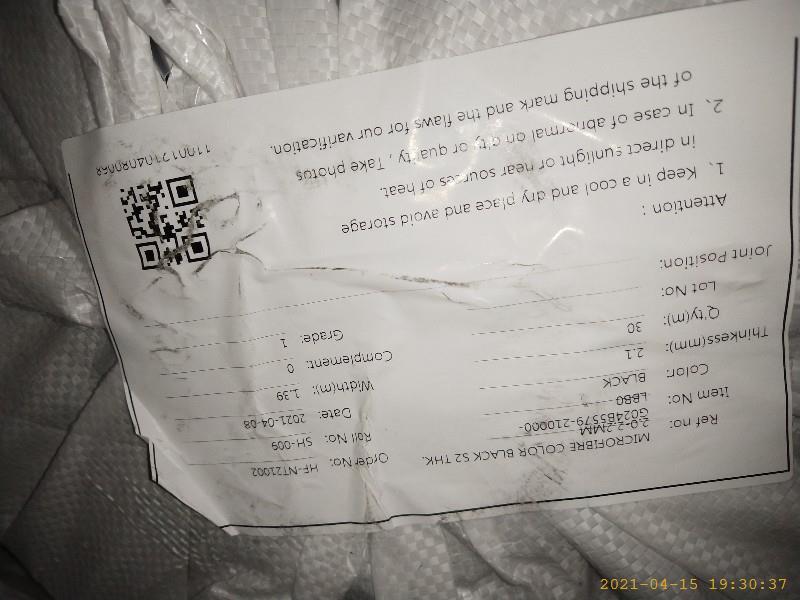 Ref no: MICROFIBRE COLOR BLACK S2 THK.
2.0-2.2MM
Order No: HF-NT21002
Item No: G024B5579-210000-
LBB0
Roll No: SH-009
Color: BLACK
Date: 2021-04-08
Thinkess(mm): 2.1
Width(m): 1.39
Q'ty(m): 30
Complement: 0
Lot No:
Grade: 1
Joint Position:
Attention :
1、Keep in a cool and dry place and avoid storage
in direct sunlight or near sources of heat.
2、In case of abnormal on q'ty or quality , Take photos
of the shipping mark and the flaws for our varification.
2021-04-15 19:30:37